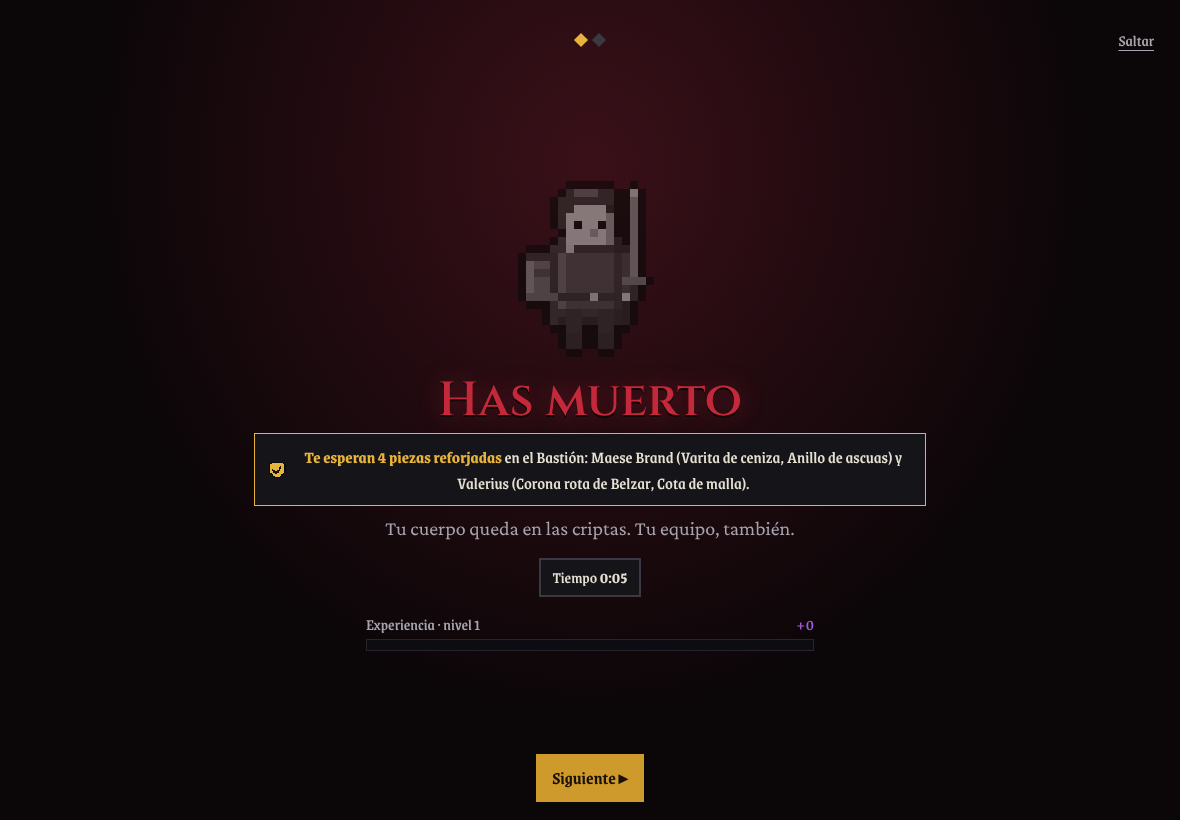 Saltar
Has muerto
Te esperan 4 piezas reforjadas en el Bastión: Maese Brand (Varita de ceniza, Anillo de ascuas) y
Valerius (Corona rota de Belzar, Cota de malla).
Tu cuerpo queda en las criptas. Tu equipo, también.
Tiempo 0:05
Experiencia · nivel 1 +0
Siguiente ►